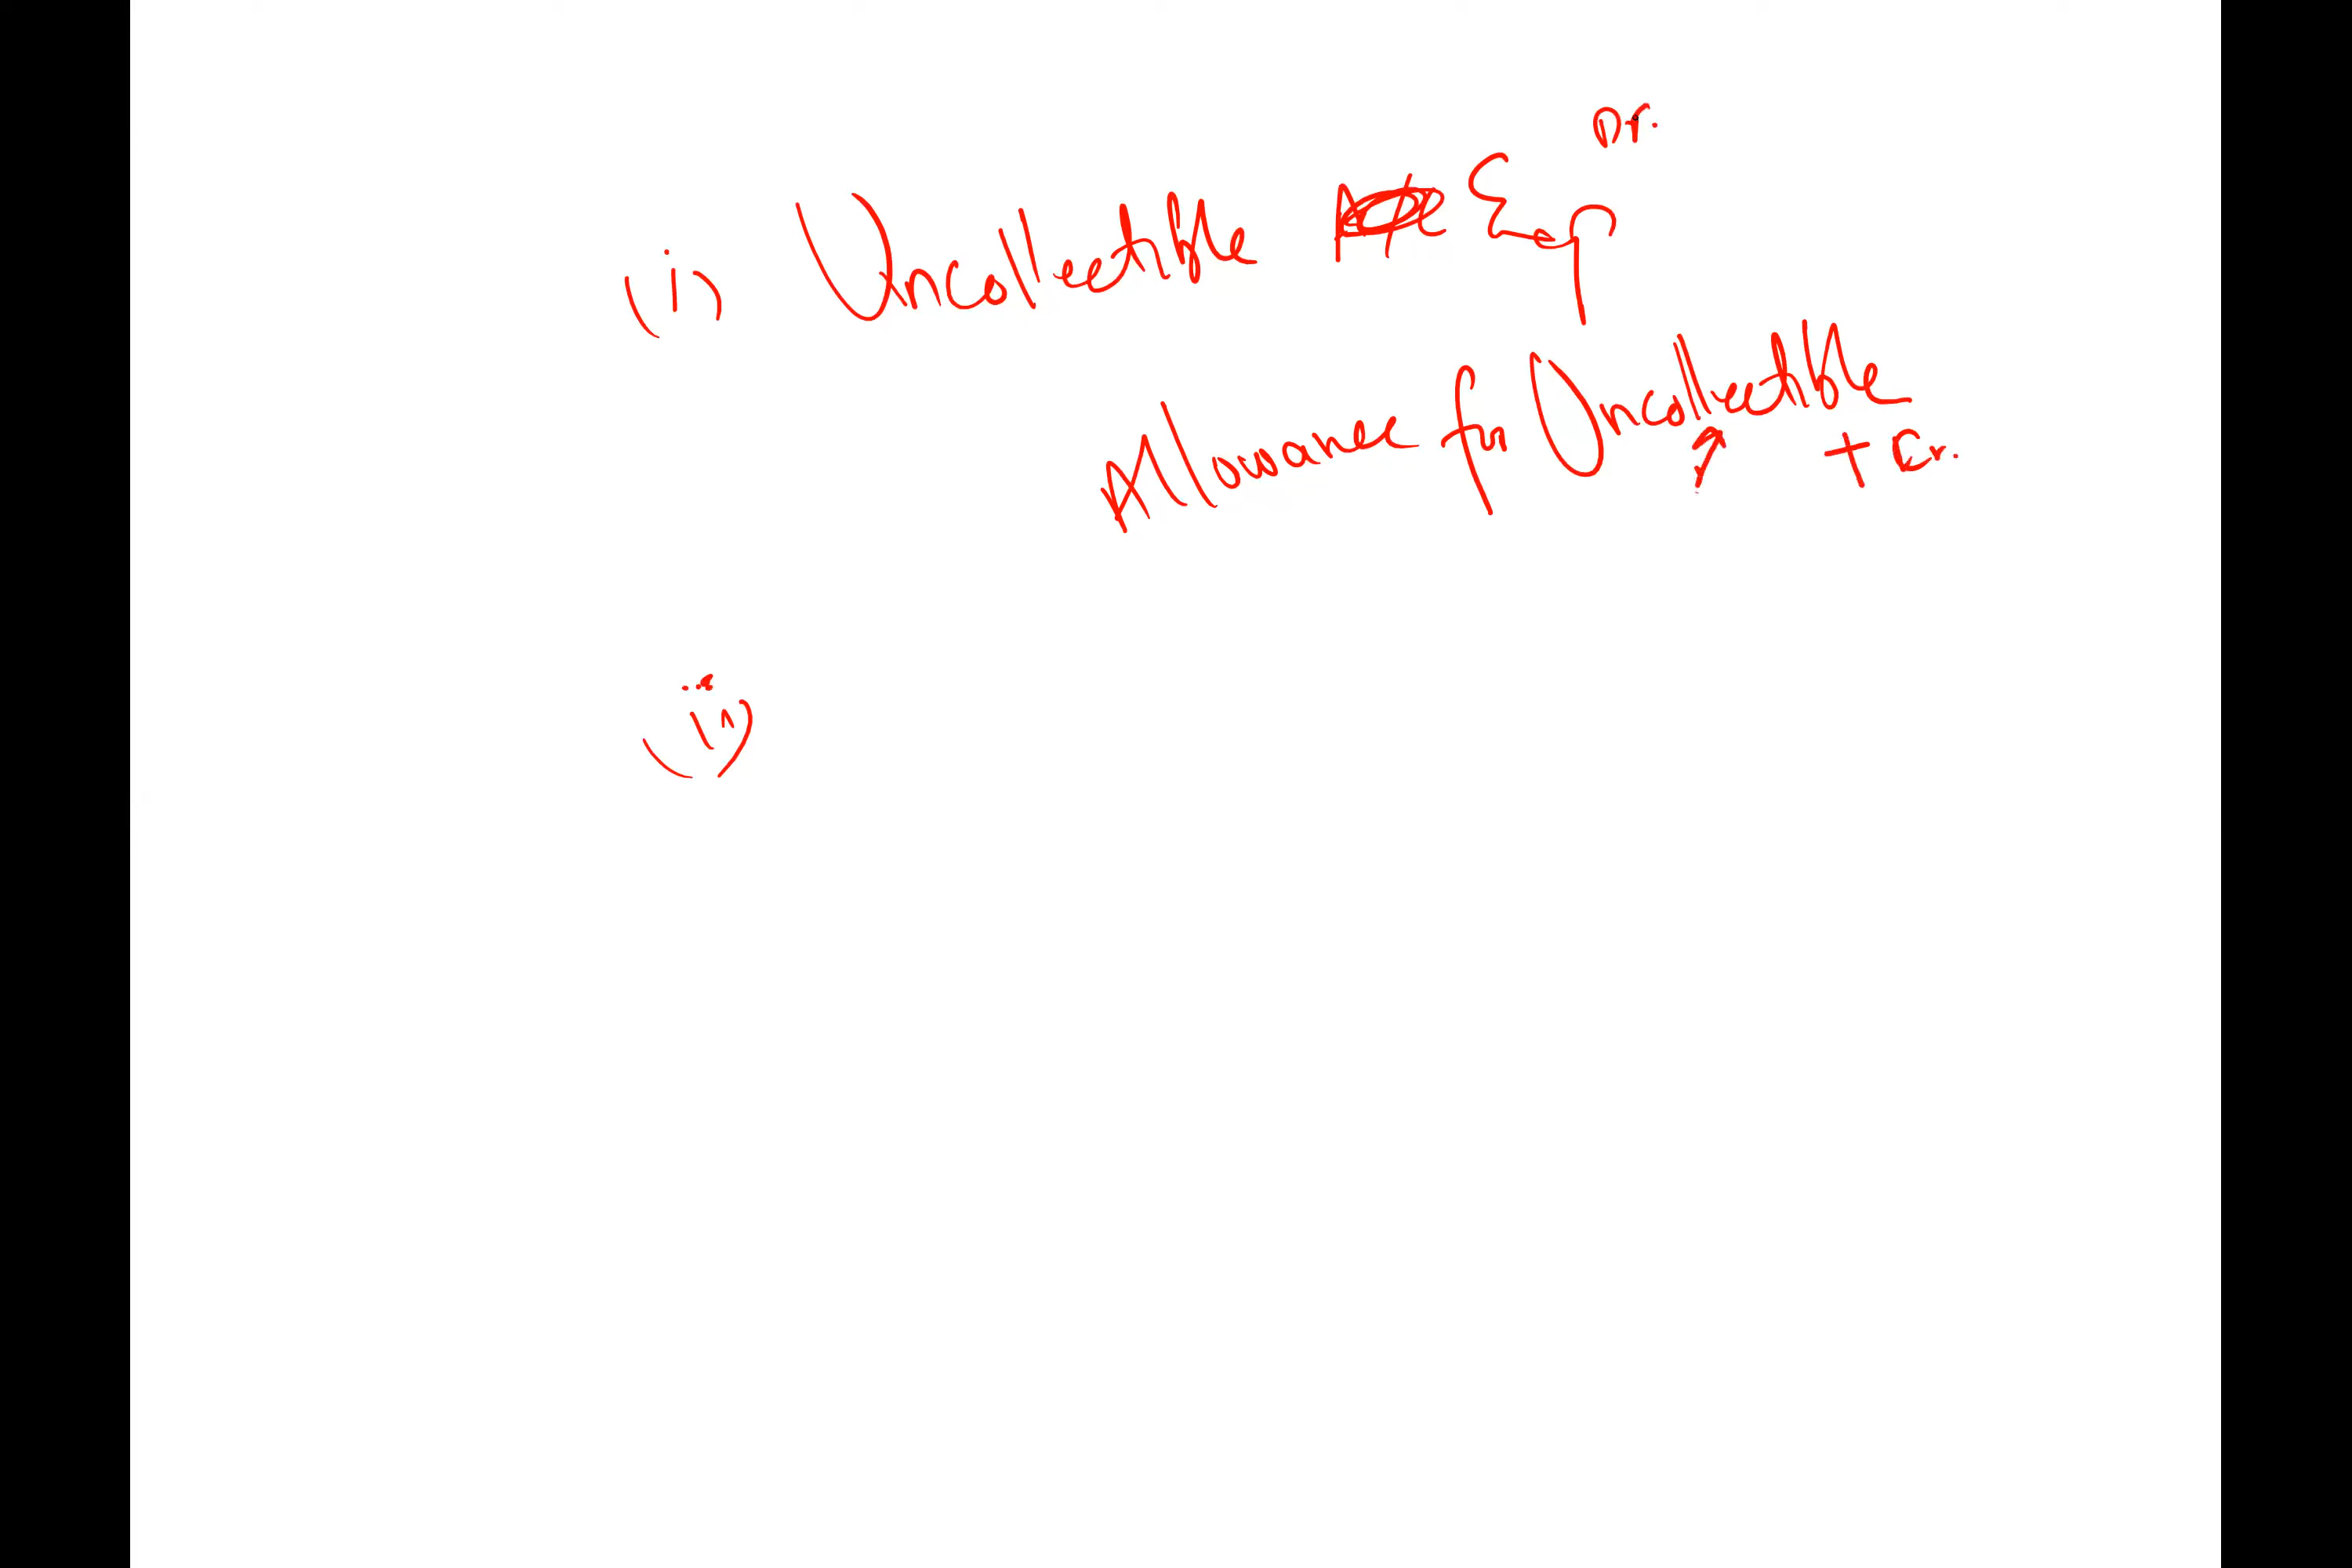 (i) Uncollectible Exp Dr.
Allowance for Uncollectible
+ Cr.
(ii)